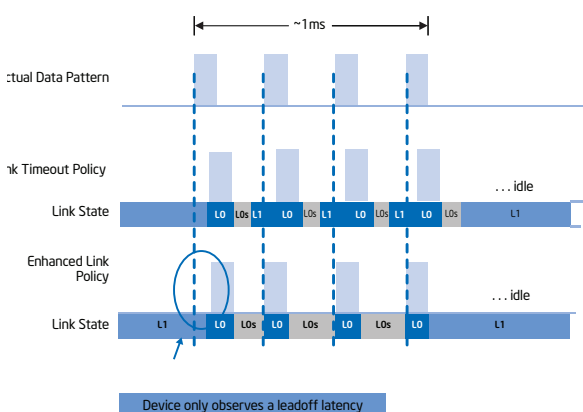 ~1ms
ctual Data Pattern
nk Timeout Policy
... idle
Link State
L0 L0s L1 L0 L0s L1 L0 L0s L1 L0 L0s L1
Enhanced Link
Policy
... idle
Link State
L1 L0 L0s L0 L0s L0 L0s L0 L1
Device only observes a leadoff latency